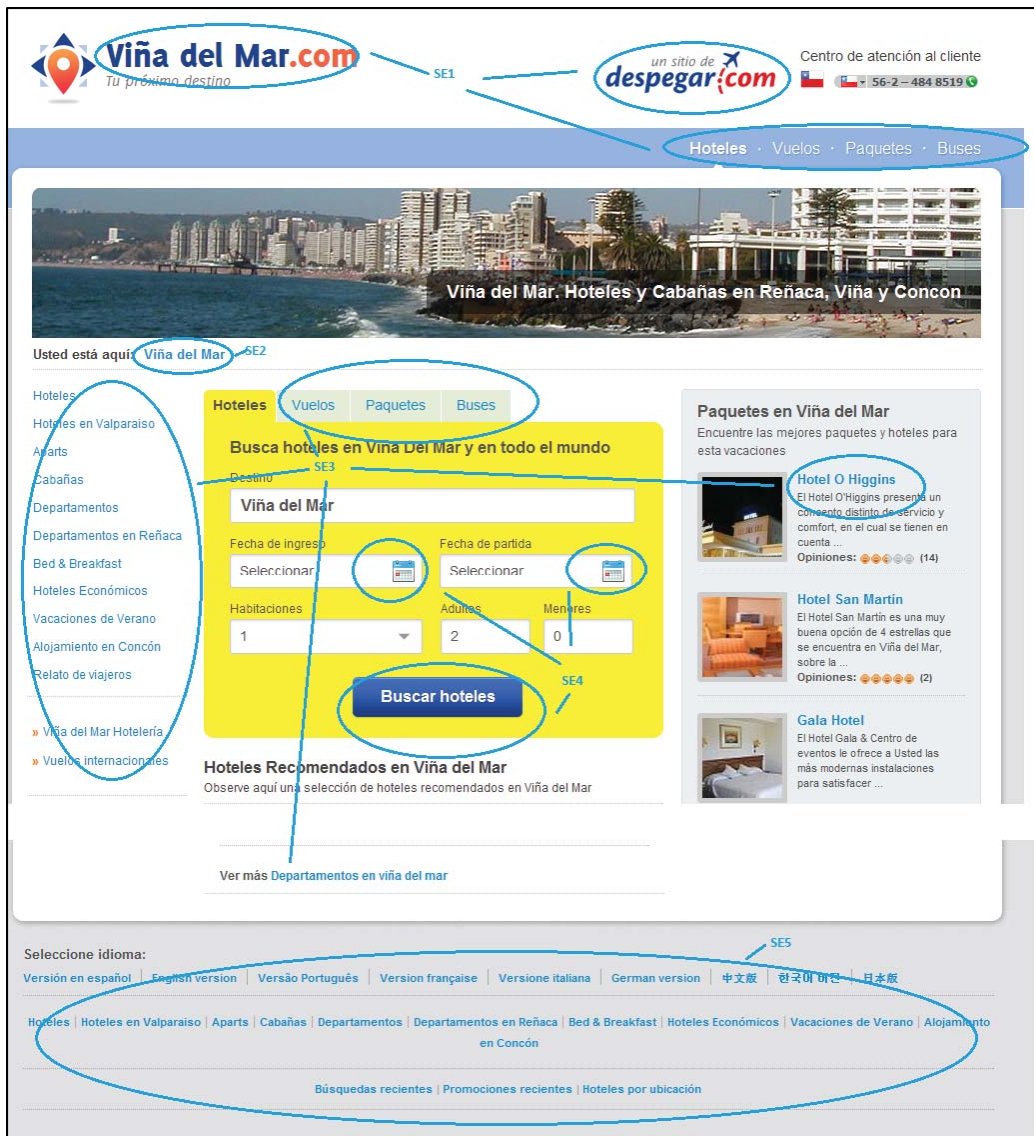 Viña del Mar.com
Tu próximo destino
SE1
un sitio de
despegar.com
Centro de atención al cliente
56-2 – 484 8519
Hoteles · Vuelos · Paquetes · Buses
Viña del Mar. Hoteles y Cabañas en Reñaca, Viña y Concon
Usted está aquí: Viña del Mar
SE2
Hoteles
Hoteles en Valparaiso
Aparts
Cabañas
Departamentos
Departamentos en Reñaca
Bed & Breakfast
Hoteles Económicos
Vacaciones de Verano
Alojamiento en Concón
Relato de viajeros
» Viña del Mar Hotelería
» Vuelos internacionales
Hoteles Vuelos Paquetes Buses
Busca hoteles en Viña Del Mar y en todo el mundo
SE3
Destino
Viña del Mar
Fecha de ingreso Fecha de partida
Seleccionar Seleccionar
Habitaciones Adultos Menores
1 2 0
SE4
Buscar hoteles
Hoteles Recomendados en Viña del Mar
Observe aquí una selección de hoteles recomendados en Viña del Mar
Ver más Departamentos en viña del mar
Paquetes en Viña del Mar
Encuentre las mejores paquetes y hoteles para
esta vacaciones
Hotel O Higgins
El Hotel O'Higgins presenta un
concepto distinto de servicio y
comfort, en el cual se tienen en
cuenta ...
Opiniones: (14)
Hotel San Martín
El Hotel San Martín es una muy
buena opción de 4 estrellas que
se encuentra en Viña del Mar,
sobre la ...
Opiniones: (2)
Gala Hotel
El Hotel Gala & Centro de
eventos le ofrece a Usted las
más modernas instalaciones
para satisfacer ...
SE5
Seleccione idioma:
Versión en español | English version | Versão Português | Version française | Versione italiana | German version | 中文版 | 한국어 버전 | 日本版
Hoteles | Hoteles en Valparaiso | Aparts | Cabañas | Departamentos | Departamentos en Reñaca | Bed & Breakfast | Hoteles Económicos | Vacaciones de Verano | Alojamiento
en Concón
Búsquedas recientes | Promociones recientes | Hoteles por ubicación